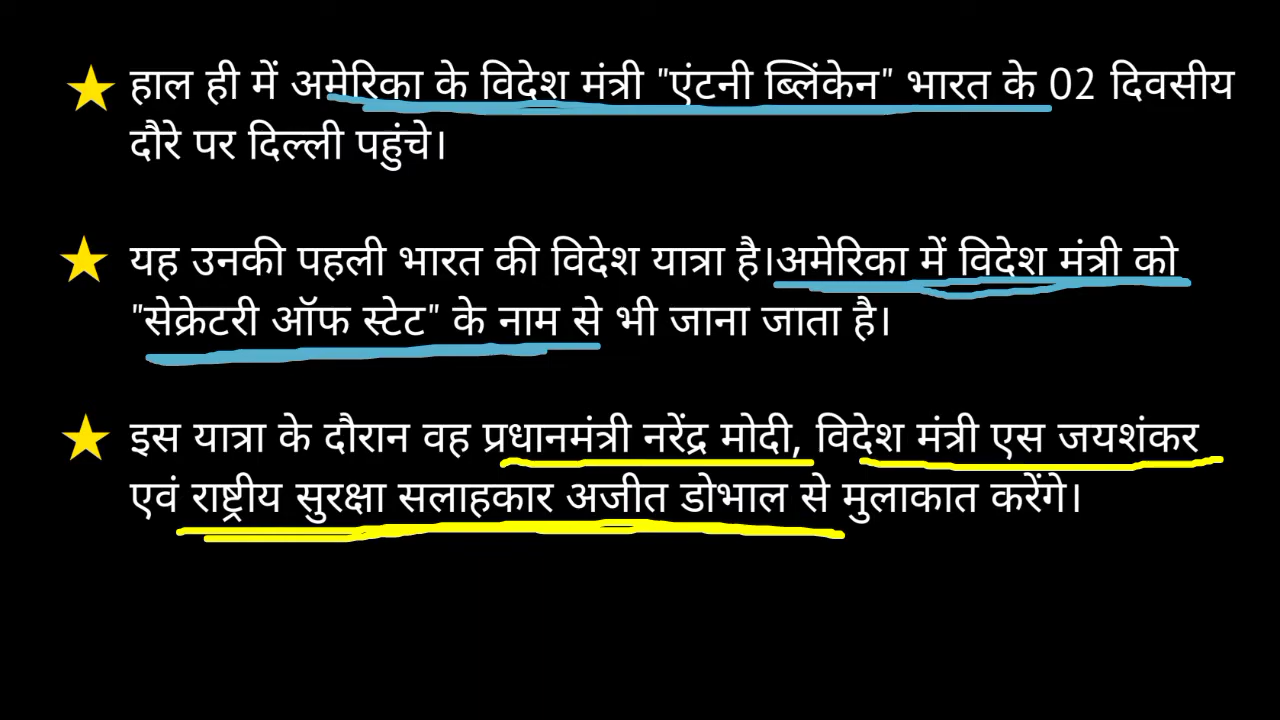 हाल ही में अमेरिका के विदेश मंत्री "एंटनी ब्लिंकेन" भारत के 02 दिवसीय
दौरे पर दिल्ली पहुंचे।
यह उनकी पहली भारत की विदेश यात्रा है।अमेरिका में विदेश मंत्री को
"सेक्रेटरी ऑफ स्टेट" के नाम से भी जाना जाता है।
इस यात्रा के दौरान वह प्रधानमंत्री नरेंद्र मोदी, विदेश मंत्री एस जयशंकर
एवं राष्ट्रीय सुरक्षा सलाहकार अजीत डोभाल से मुलाकात करेंगे।